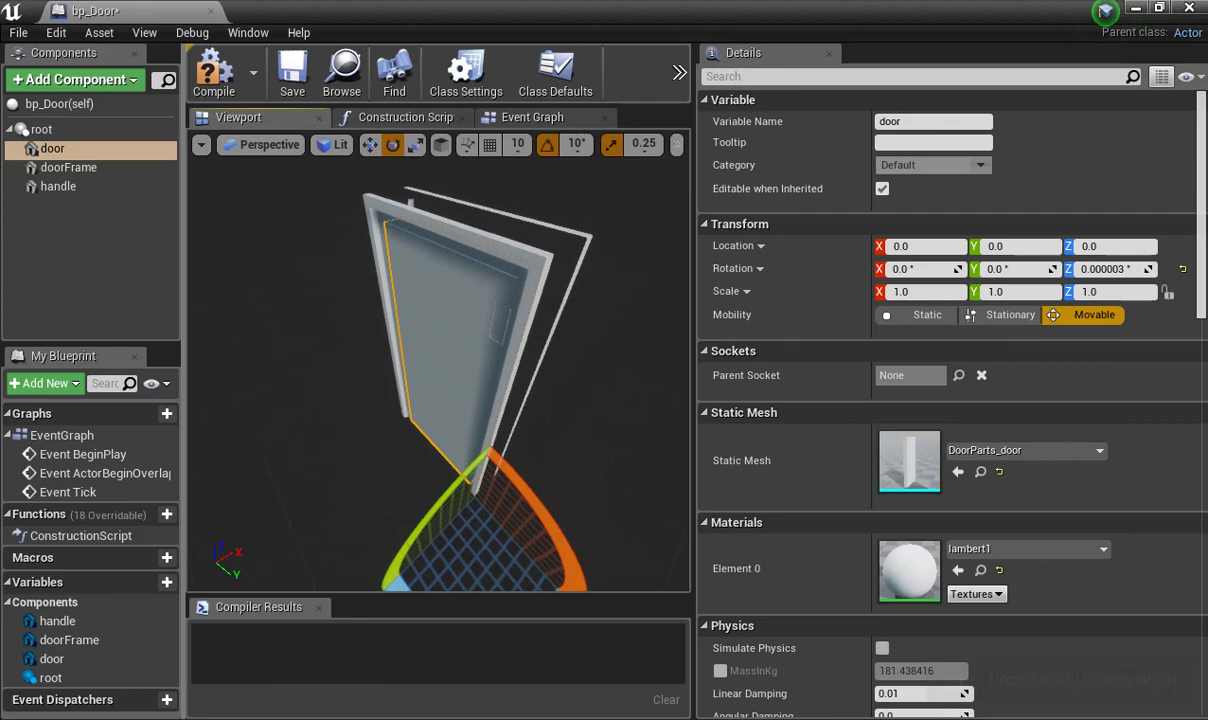 bp_Door*
File Edit Asset View Debug Window Help
Parent class: Actor
Components
+Add Component
bp_Door(self)
root
door
doorFrame
handle
My Blueprint
+Add New
Searc
Graphs
EventGraph
Event BeginPlay
Event ActorBeginOverlap
Event Tick
Functions (18 Overridable)
ConstructionScript
Macros
Variables
Components
handle
doorFrame
door
root
Event Dispatchers
Compile Save Browse Find Class Settings Class Defaults
Viewport Construction Scrip Event Graph
Perspective Lit 10 10° 0.25
Z X Y
Compiler Results
Clear
Details
Search
Variable
Variable Name door
Tooltip
Category Default
Editable when Inherited
Transform
Location X 0.0 Y 0.0 Z 0.0
Rotation X 0.0 ° Y 0.0 ° Z 0.000003 °
Scale X 1.0 Y 1.0 Z 1.0
Mobility Static Stationary Movable
Sockets
Parent Socket None
Static Mesh
Static Mesh DoorParts_door
Materials
Element 0 lambert1
Textures
Physics
Simulate Physics
MassInKg 181.438416
Linear Damping 0.01
Angular Damping 0.0